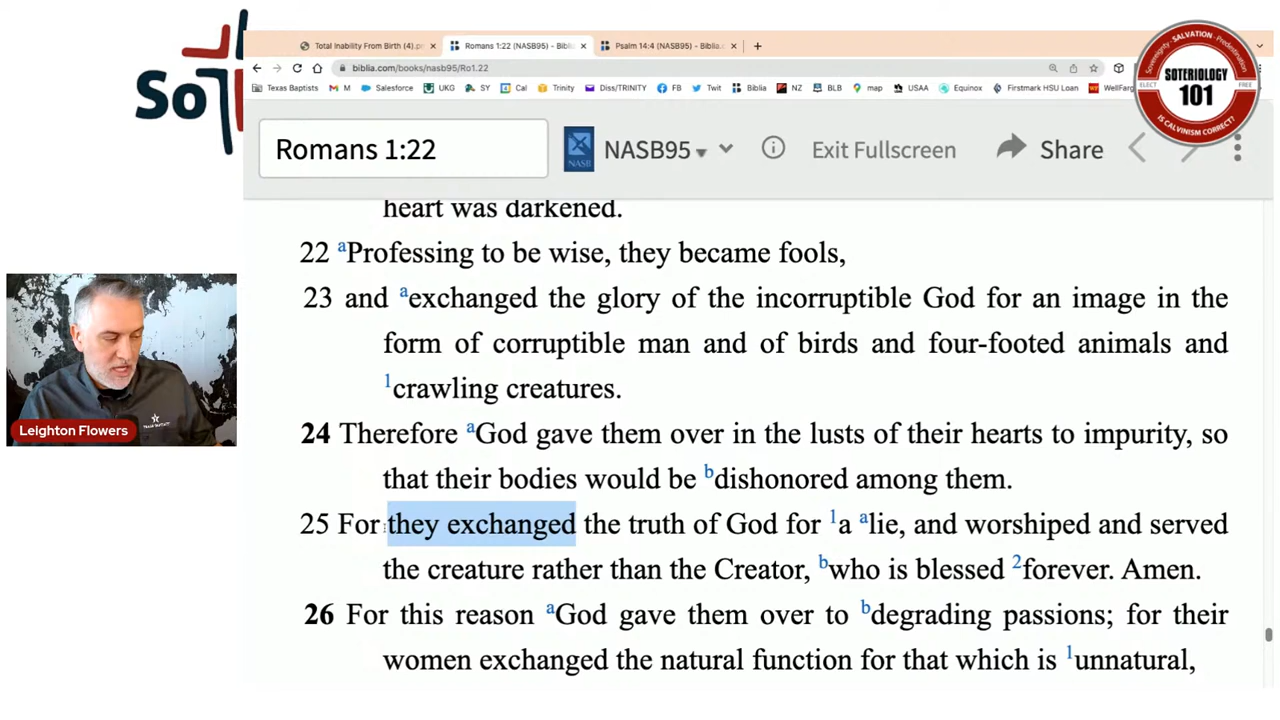 So
Total Inability From Birth (4).p
Romans 1:22 (NASB95) - Bibli
Psalm 14:4 (NASB95) - Biblia.c
biblia.com/books/nasb95/Ro1.22
Texas Baptists M Salesforce UKG SY Cal Trinity Diss/TRINITY FB Twit Biblia NZ BLB map USAA Equinox Firstmark HSU Loan WellFarg
SALVATION
Sovereignty
Predestination
SOTERIOLOGY
101
ELECT
FREE
IS CALVINISM CORRECT?
Romans 1:22 NASB NASB95 Exit Fullscreen Share
heart was darkened.
22 aProfessing to be wise, they became fools,
23 and aexchanged the glory of the incorruptible God for an image in the
form of corruptible man and of birds and four-footed animals and
1crawling creatures.
24 Therefore aGod gave them over in the lusts of their hearts to impurity, so
that their bodies would be bdishonored among them.
25 For they exchanged the truth of God for 1a alie, and worshiped and served
the creature rather than the Creator, bwho is blessed 2forever. Amen.
26 For this reason aGod gave them over to bdegrading passions; for their
women exchanged the natural function for that which is 1unnatural,
Leighton Flowers